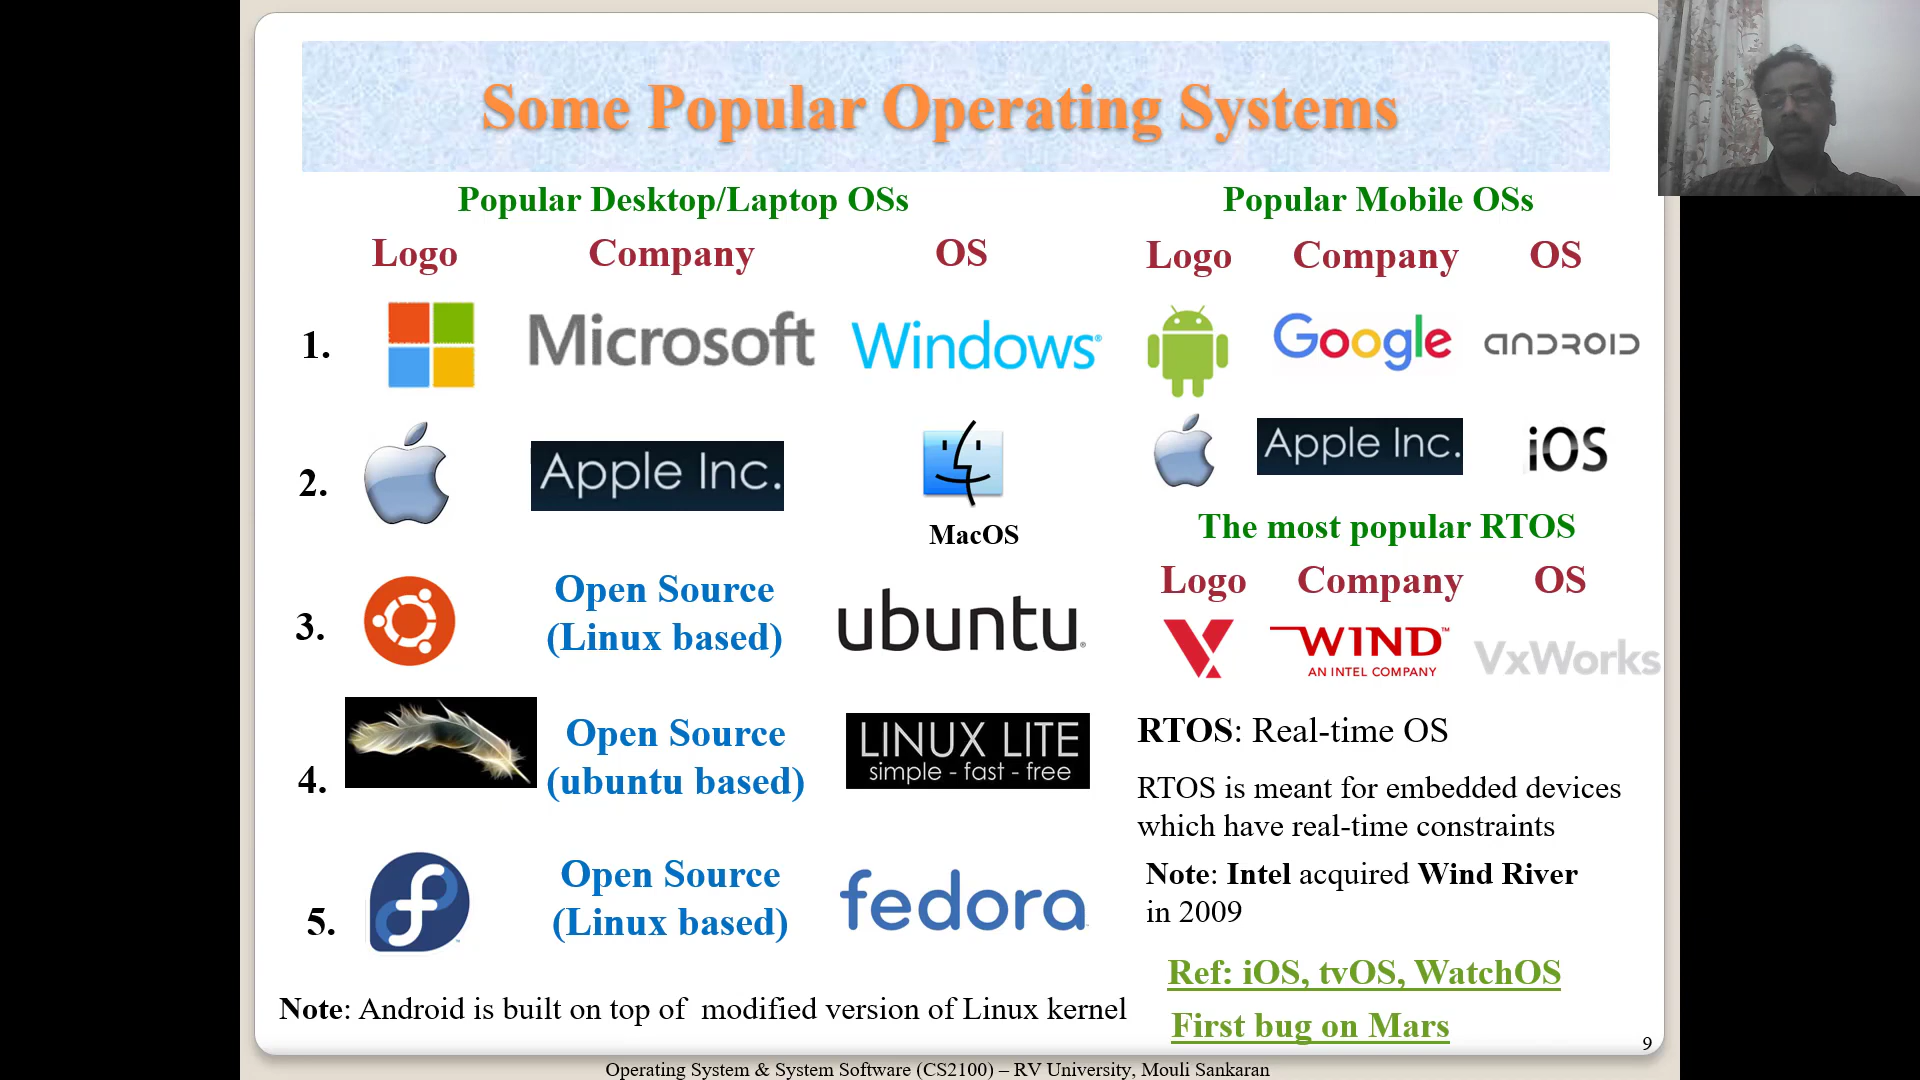 Some Popular Operating Systems
Popular Desktop/Laptop OSs
Logo Company OS
1. Microsoft Windows®
2. Apple Inc.
MacOS
3. Open Source
(Linux based)
ubuntu®
4. Open Source
(ubuntu based)
LINUX LITE
simple - fast - free
5. Open Source
(Linux based)
fedora
Note: Android is built on top of modified version of Linux kernel
Popular Mobile OSs
Logo Company OS
Google android
Apple Inc. iOS
The most popular RTOS
Logo Company OS
WIND™
AN INTEL COMPANY
VxWorks
RTOS: Real-time OS
RTOS is meant for embedded devices
which have real-time constraints
Note: Intel acquired Wind River
in 2009
Ref: iOS, tvOS, WatchOS
First bug on Mars
9
Operating System & System Software (CS2100) – RV University, Mouli Sankaran